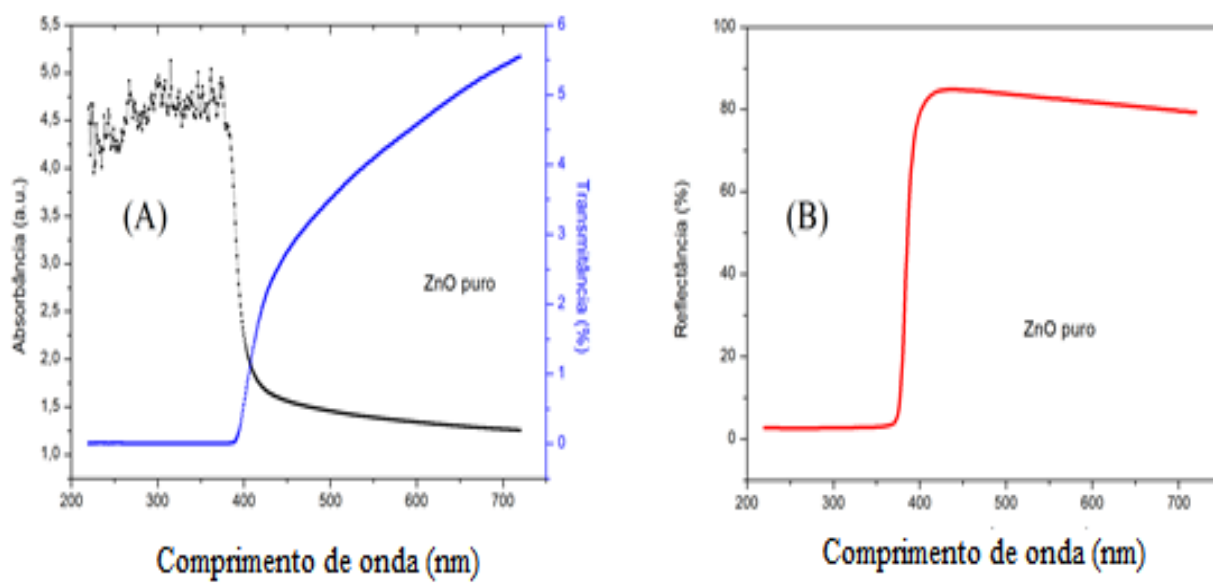 5,5
5,0
4,5
4,0
3,5
3,0
2,5
2,0
1,5
1,0
Absorbância (a.u.)
6
5
4
3
2
1
0
Transmitância (%)
(A)
ZnO puro
200 300 400 500 600 700
Comprimento de onda (nm)
100
80
60
40
20
0
Reflectância (%)
(B)
ZnO puro
200 300 400 500 600 700
Comprimento de onda (nm)